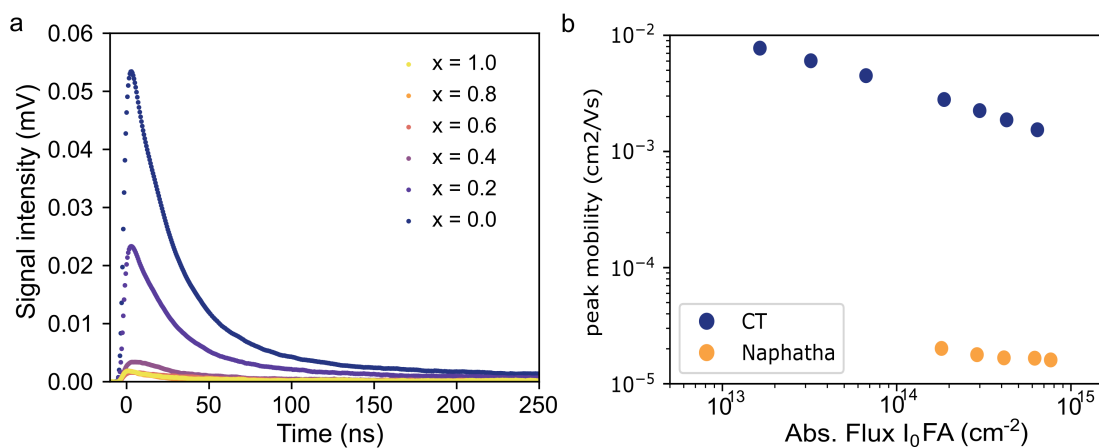 a
Signal intensity (mV)
0.06
0.05
0.04
0.03
0.02
0.01
0.00
x = 1.0
x = 0.8
x = 0.6
x = 0.4
x = 0.2
x = 0.0
0 50 100 150 200 250
Time (ns)
b
peak mobility (cm2/Vs)
10⁻²
10⁻³
10⁻⁴
10⁻⁵
CT
Naphatha
10¹³ 10¹⁴ 10¹⁵
Abs. Flux I₀FA (cm⁻²)